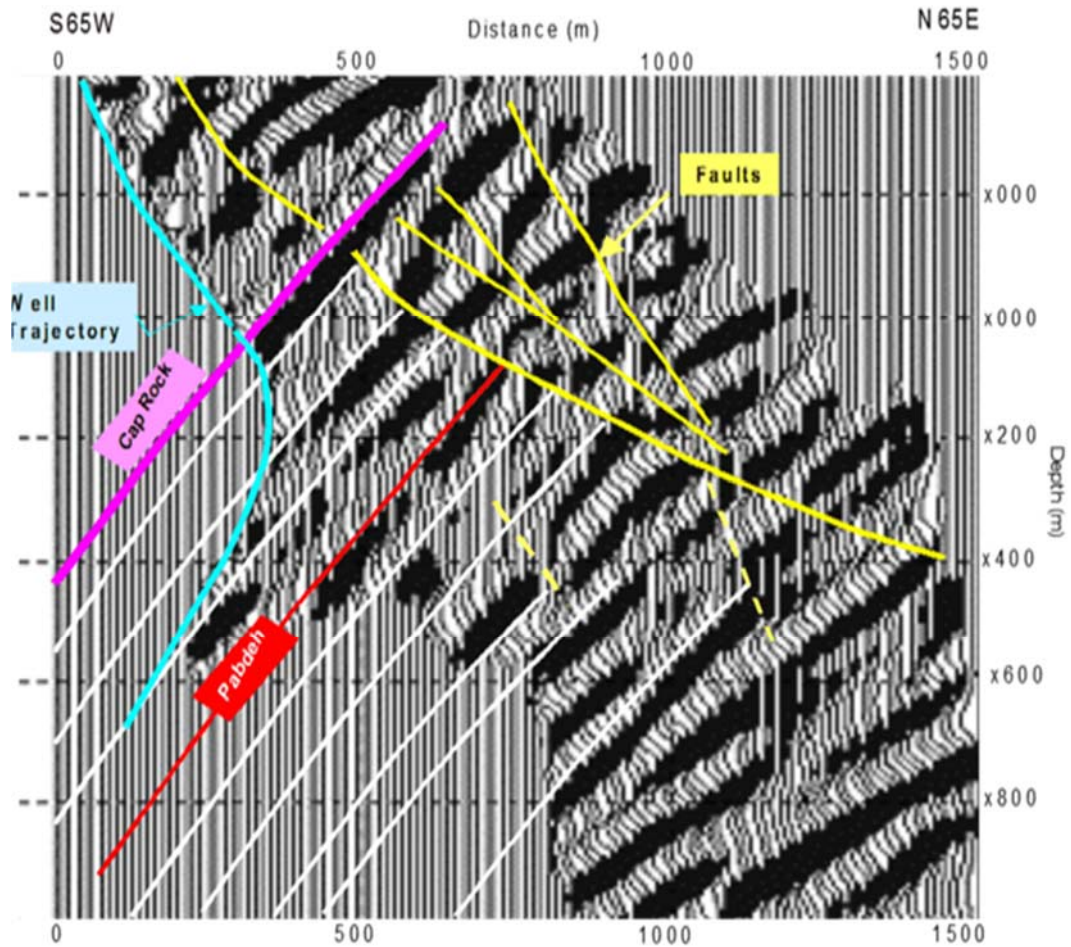 S65W
Distance (m)
N65E
0
500
1000
1500
Faults
x000
Well
Trajectory
x000
Cap Rock
x200
Depth (m)
x400
Pabdeh
x600
x800
0
500
1000
1500